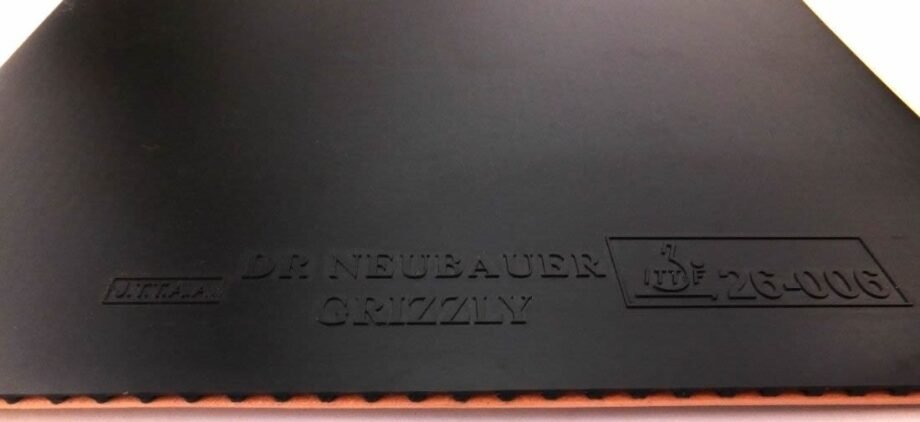 J.T.T.A.A.
DR NEUBAUER
GRIZZLY
ITTF 26-006